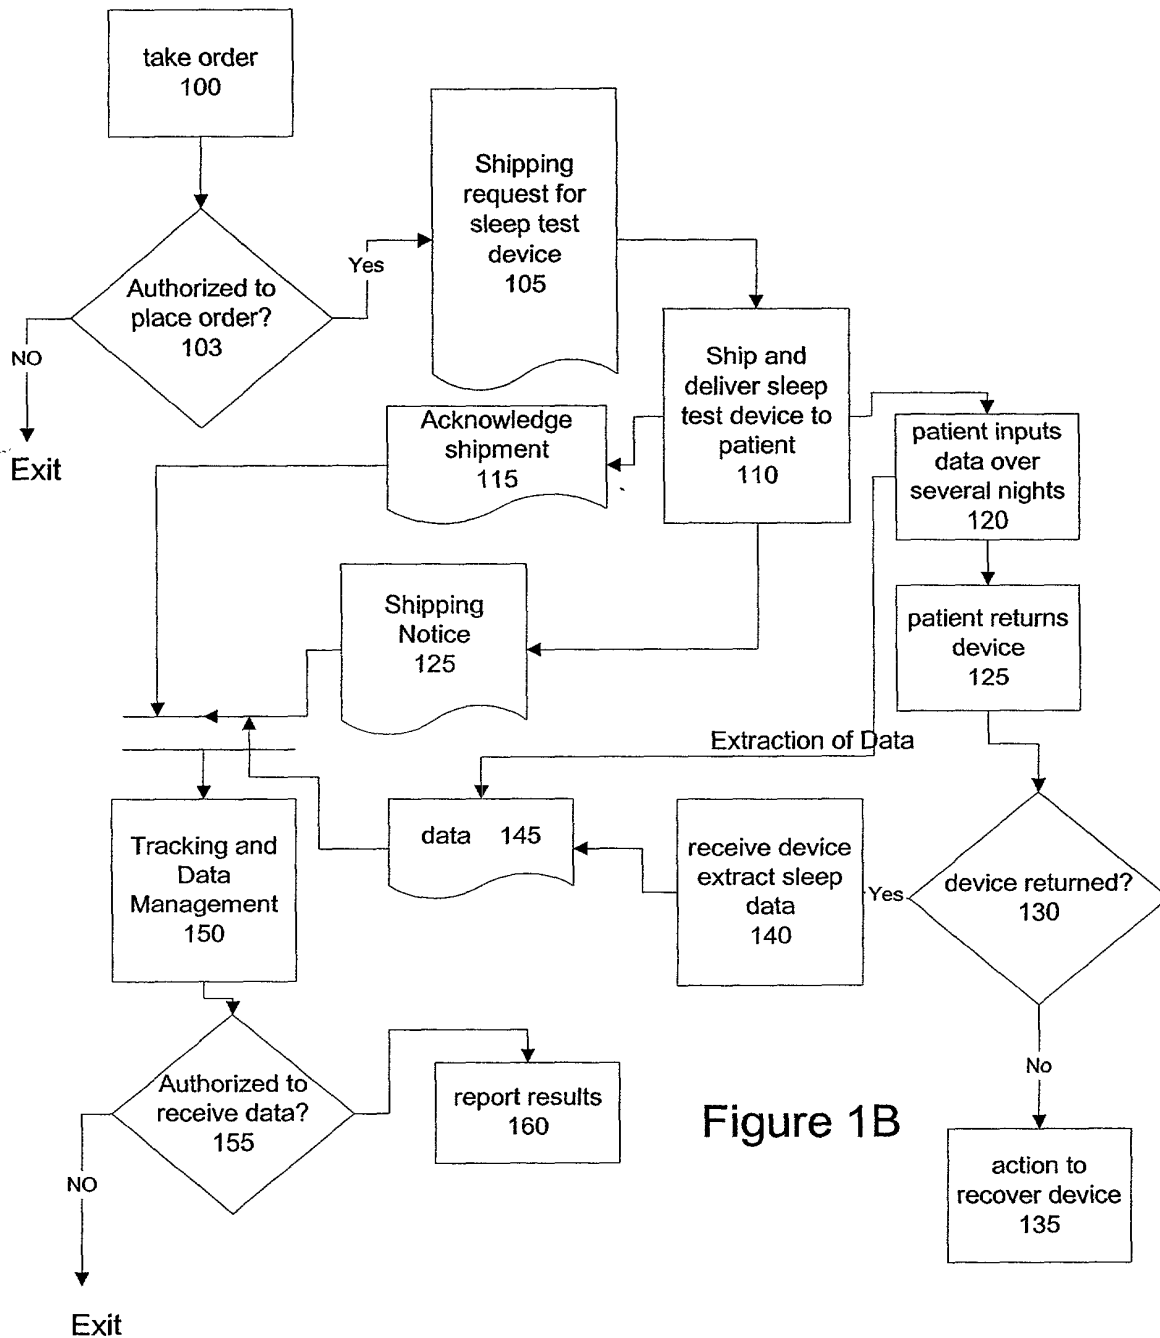 take order
100
Authorized to
place order?
103
NO
Exit
Yes
Shipping
request for
sleep test
device
105
Ship and
deliver sleep
test device to
patient
110
Acknowledge
shipment
115
patient inputs
data over
several nights
120
Shipping
Notice
125
patient returns
device
125
Extraction of Data
data 145
receive device
extract sleep
data
140
Yes
device returned?
130
Tracking and
Data
Management
150
No
action to
recover device
135
Authorized to
receive data?
155
NO
Exit
report results
160
Figure 1B